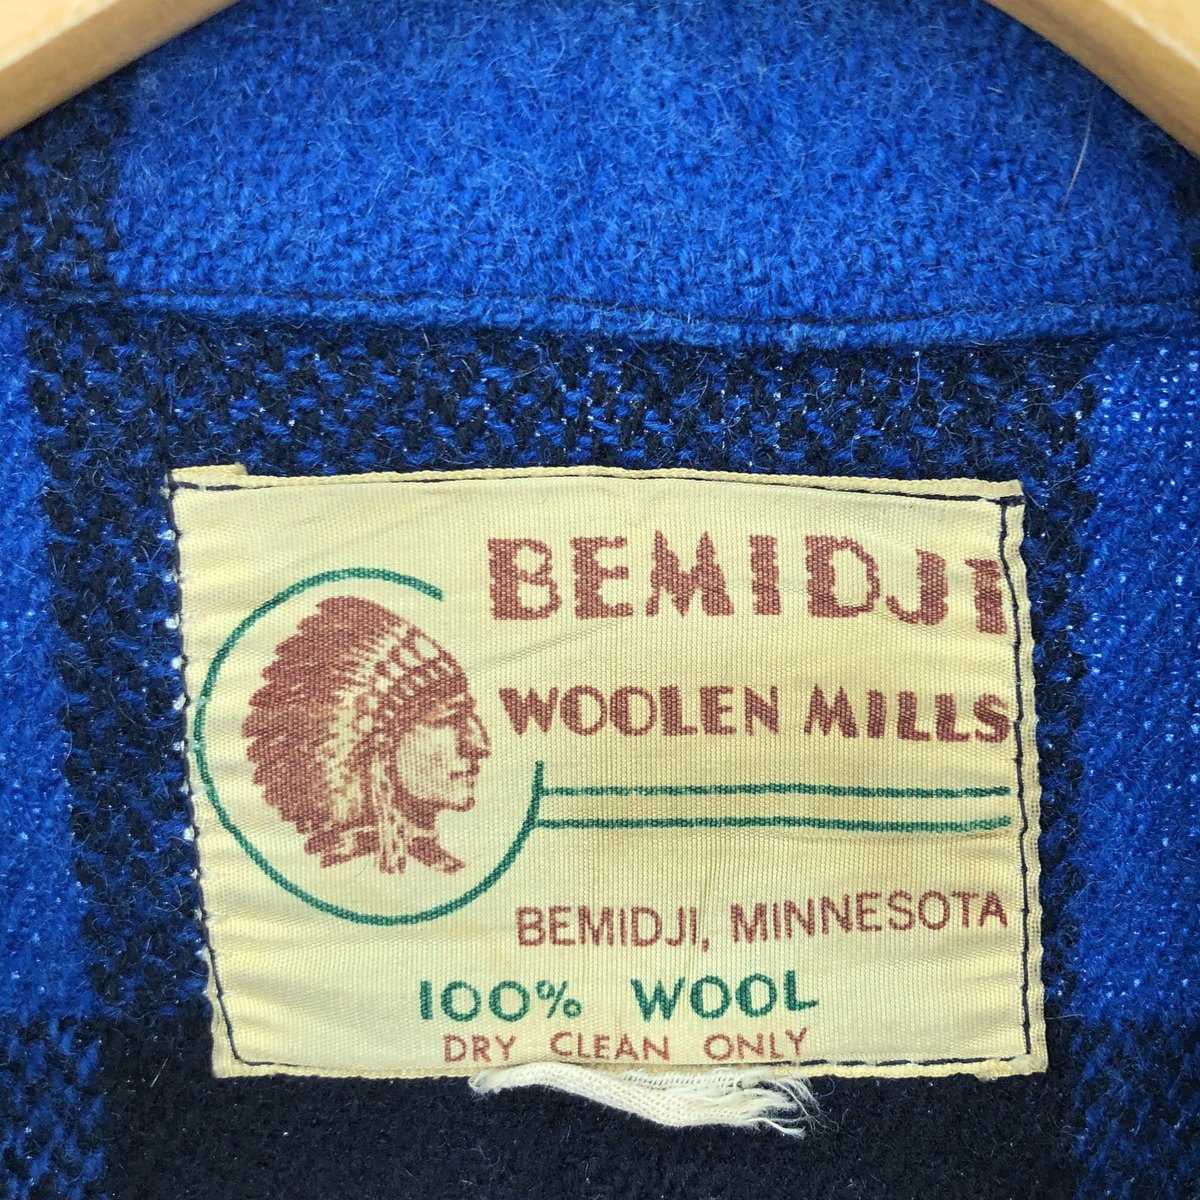 BEMIDJI
WOOLEN MILLS
BEMIDJI, MINNESOTA
100% WOOL
DRY CLEAN ONLY